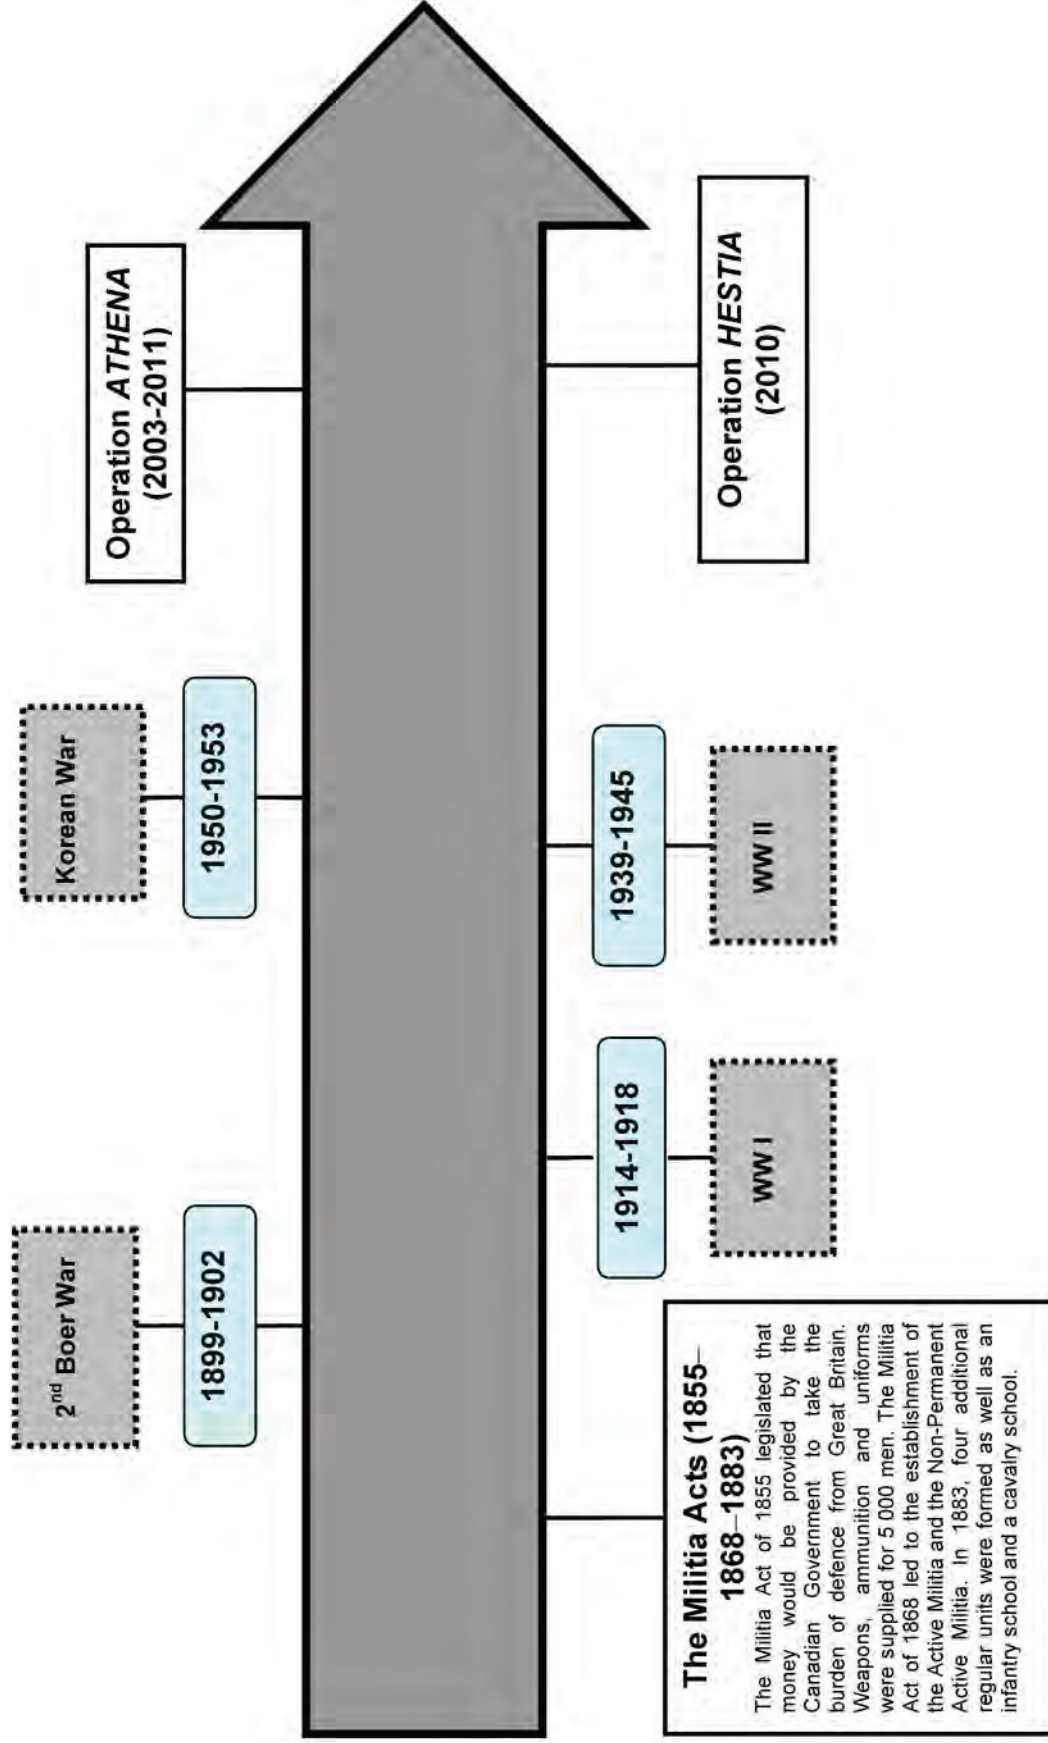 2nd Boer War
1899-1902
Korean War
1950-1953
Operation ATHENA
(2003-2011)
The Militia Acts (1855–
1868–1883)
The Militia Act of 1855 legislated that
money would be provided by the
Canadian Government to take the
burden of defence from Great Britain.
Weapons, ammunition and uniforms
were supplied for 5 000 men. The Militia
Act of 1868 led to the establishment of
the Active Militia and the Non-Permanent
Active Militia. In 1883, four additional
regular units were formed as well as an
infantry school and a cavalry school.
1914-1918
WW I
1939-1945
WW II
Operation HESTIA
(2010)